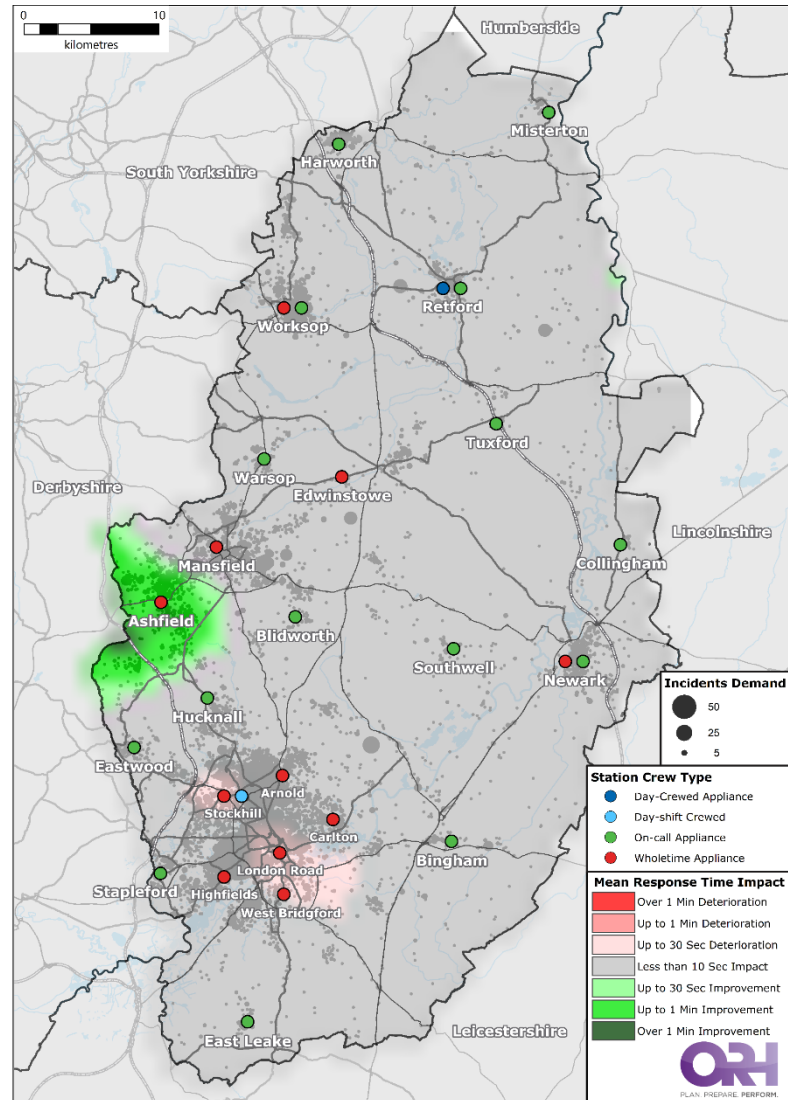 0
10
kilometres
Humberside
Misterton
Harworth
South Yorkshire
Retford
Worksop
Tuxford
Warsop
Edwinstowe
Derbyshire
Lincolnshire
Collingham
Mansfield
Ashfield
Blidworth
Southwell
Newark
Hucknall
Eastwood
Arnold
Stockhill
Carlton
Bingham
London Road
Stapleford
Highfields
West Bridgford
East Leake
Leicestershire
Incidents Demand
50
25
5
Station Crew Type
Day-Crewed Appliance
Day-shift Crewed
On-call Appliance
Wholetime Appliance
Mean Response Time Impact
Over 1 Min Deterioration
Up to 1 Min Deterioration
Up to 30 Sec Deterioration
Less than 10 Sec Impact
Up to 30 Sec Improvement
Up to 1 Min Improvement
Over 1 Min Improvement
ORH
PLAN. PREPARE. PERFORM.